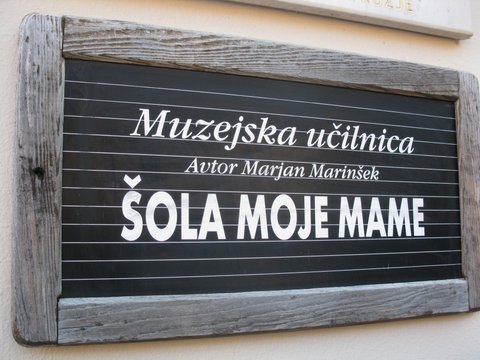 Muzejska učilnica
Avtor Marjan Marinšek
ŠOLA MOJE MAME